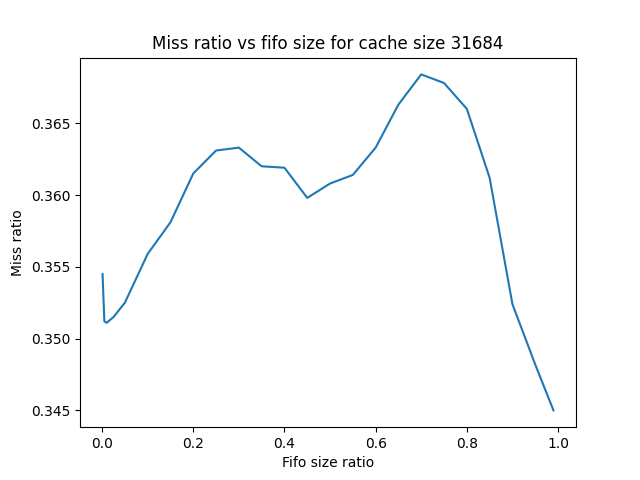 Miss ratio vs fifo size for cache size 31684
0.365
0.360
0.355
0.350
0.345
Miss ratio
0.0 0.2 0.4 0.6 0.8 1.0
Fifo size ratio